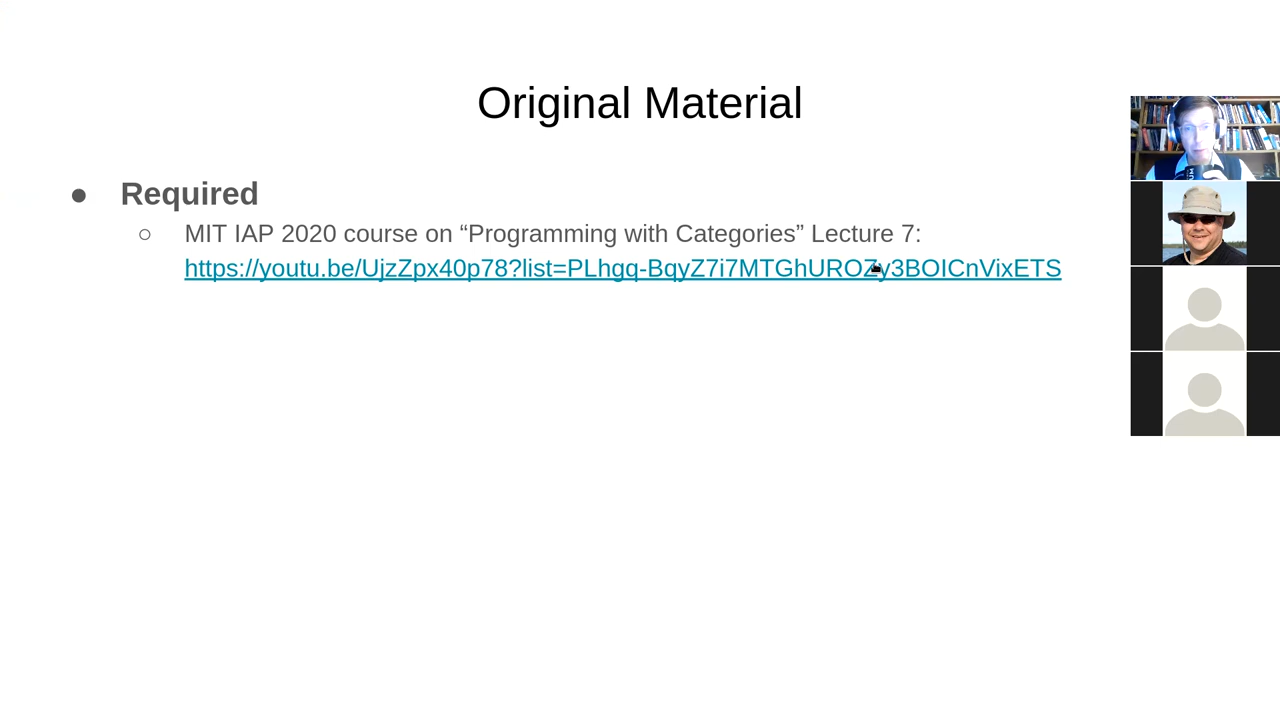 Original Material
● Required
○ MIT IAP 2020 course on “Programming with Categories” Lecture 7:
https://youtu.be/UjzZpx40p78?list=PLhgq-BqyZ7i7MTGhUROZy3BOICnVixETS